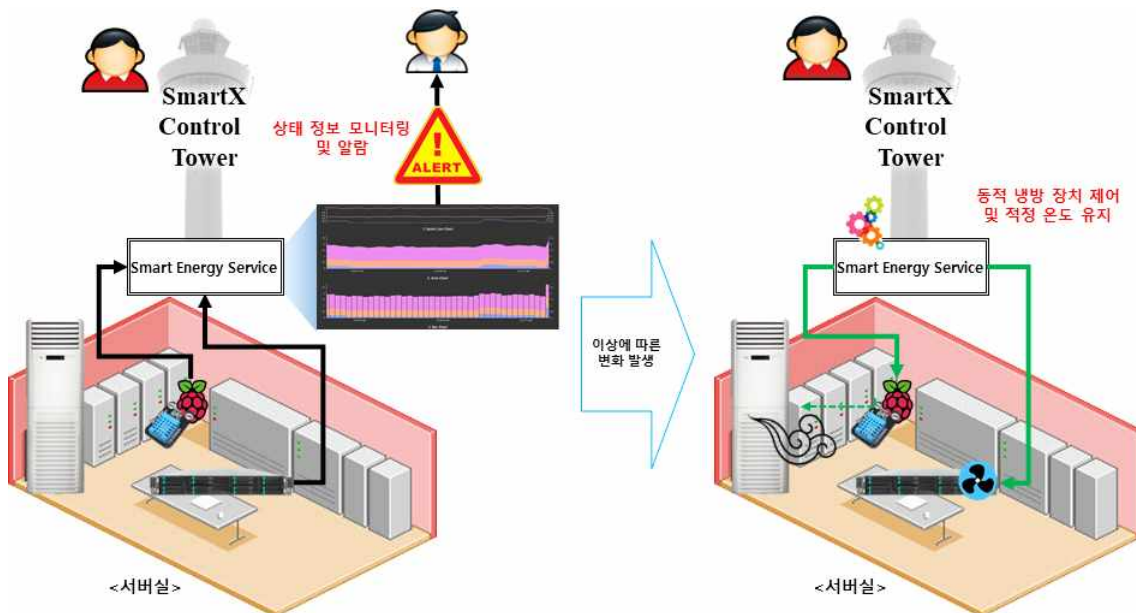 SmartX
Control
Tower
상태 정보 모니터링
및 알람
!
ALERT
Smart Energy Service
<서버실>
이상에 따른
변화 발생
SmartX
Control
Tower
동적 냉방 장치 제어
및 적정 온도 유지
Smart Energy Service
<서버실>